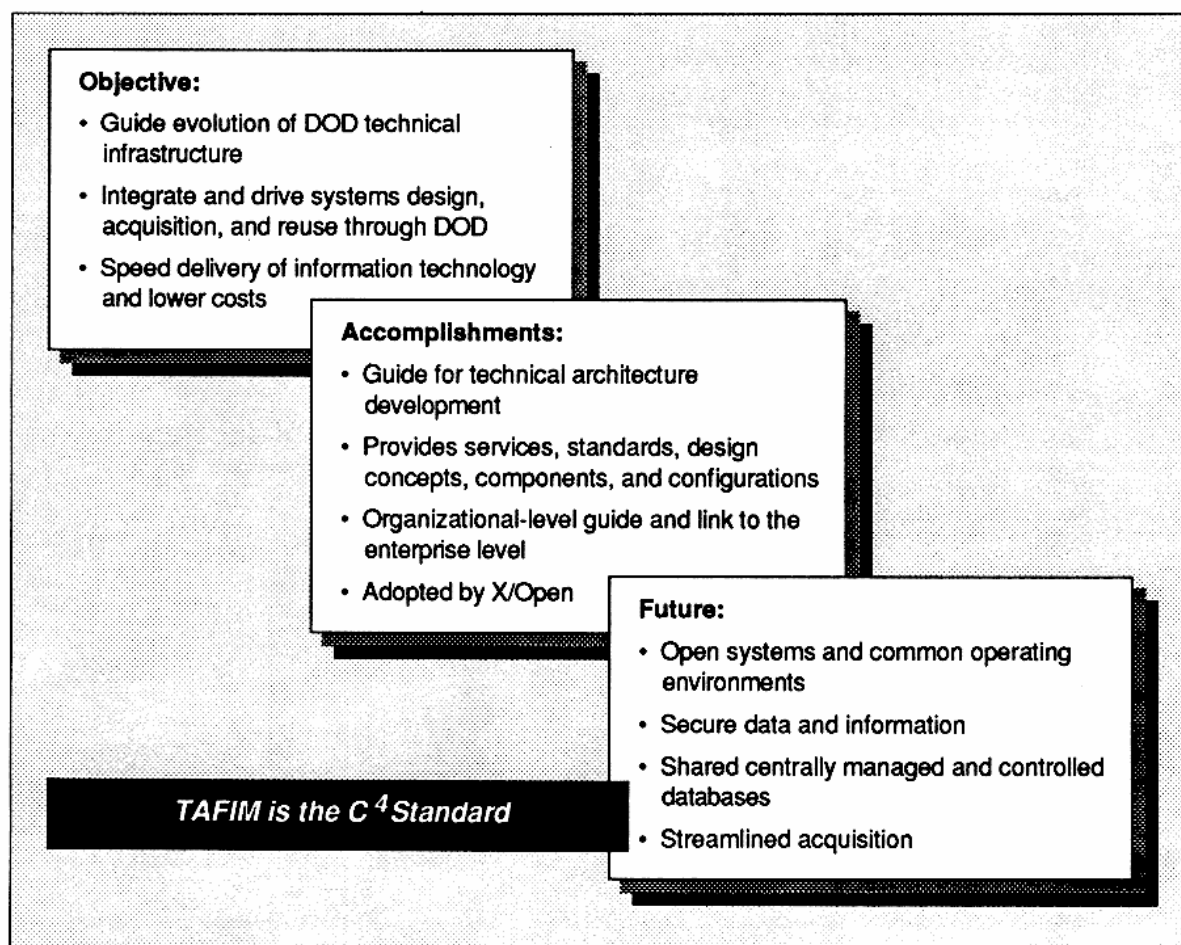 Objective:
• Guide evolution of DOD technical
infrastructure
• Integrate and drive systems design,
acquisition, and reuse through DOD
• Speed delivery of information technology
and lower costs
Accomplishments:
• Guide for technical architecture
development
• Provides services, standards, design
concepts, components, and configurations
• Organizational-level guide and link to the
enterprise level
• Adopted by X/Open
Future:
• Open systems and common operating
environments
• Secure data and information
• Shared centrally managed and controlled
databases
• Streamlined acquisition
TAFIM is the C⁴ Standard